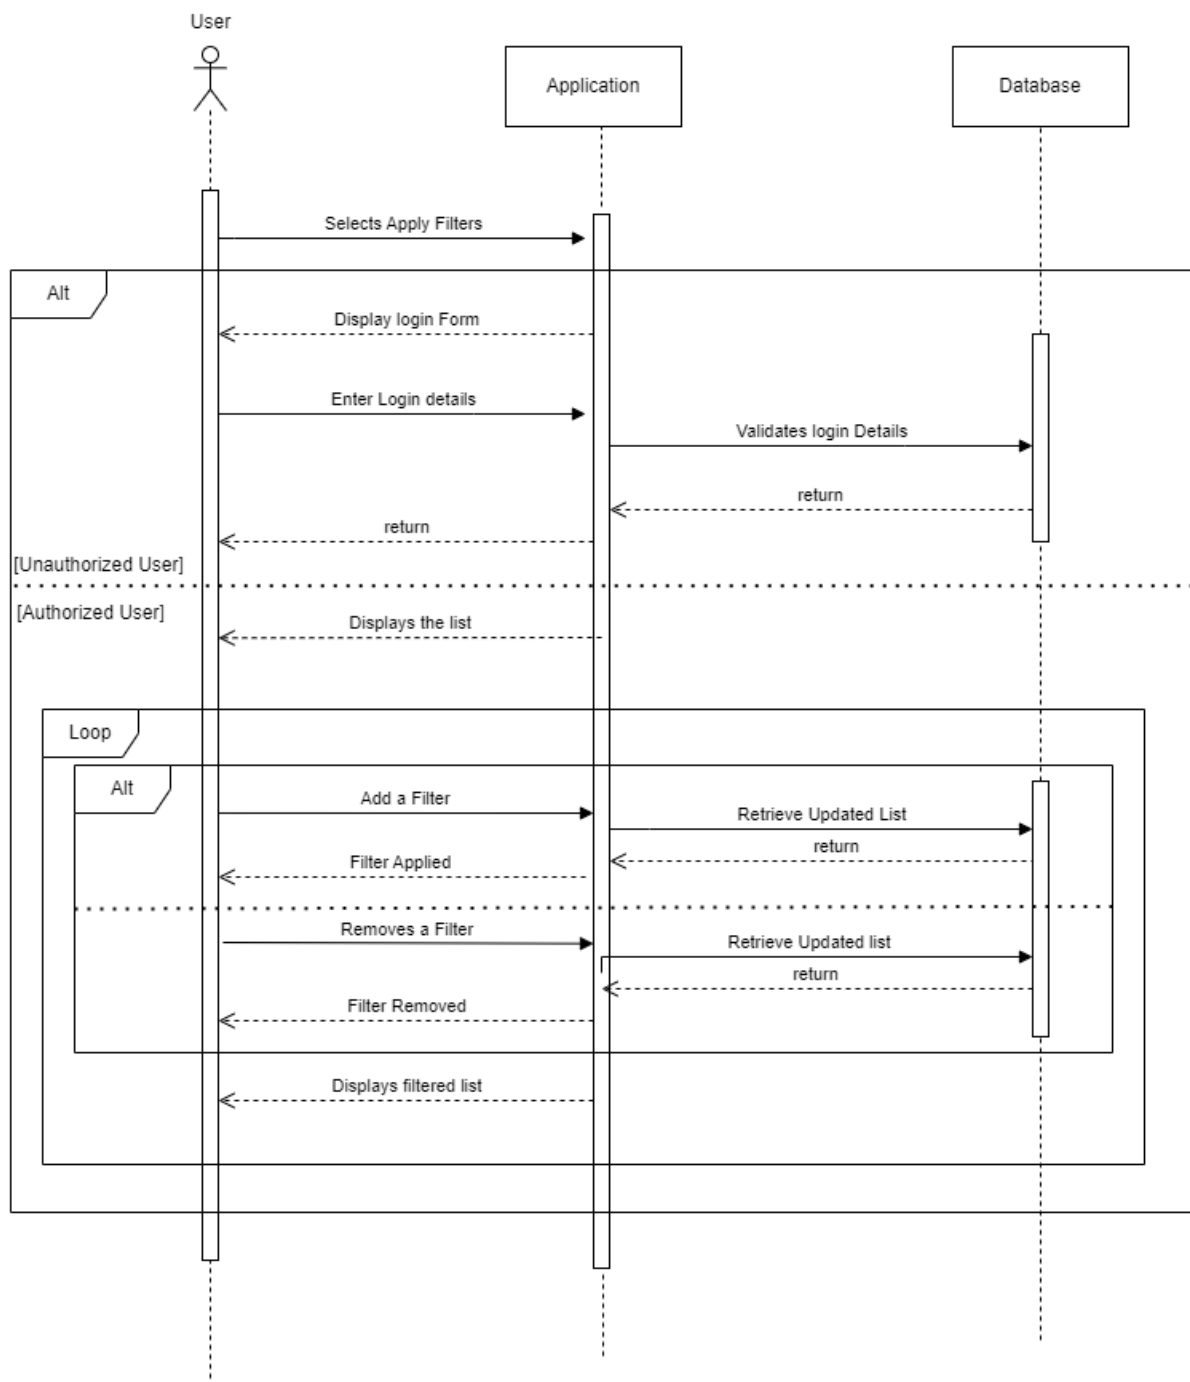 User
Application
Database
Selects Apply Filters
Alt
Display login Form
Enter Login details
Validates login Details
return
return
[Unauthorized User]
[Authorized User]
Displays the list
Loop
Alt
Add a Filter
Retrieve Updated List
return
Filter Applied
Removes a Filter
Retrieve Updated list
return
Filter Removed
Displays filtered list